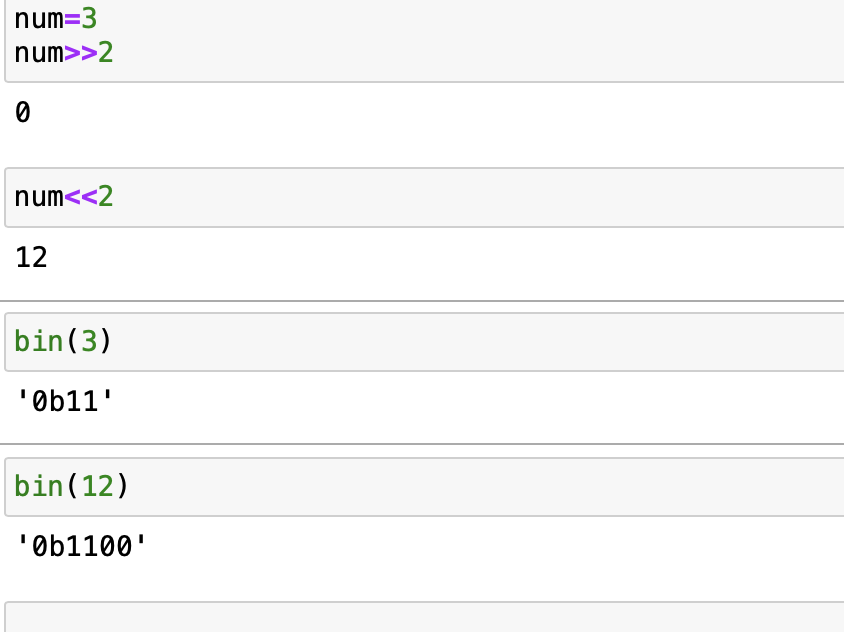 num=3
num>>2
0
num<<2
12
bin(3)
'0b11'
bin(12)
'0b1100'